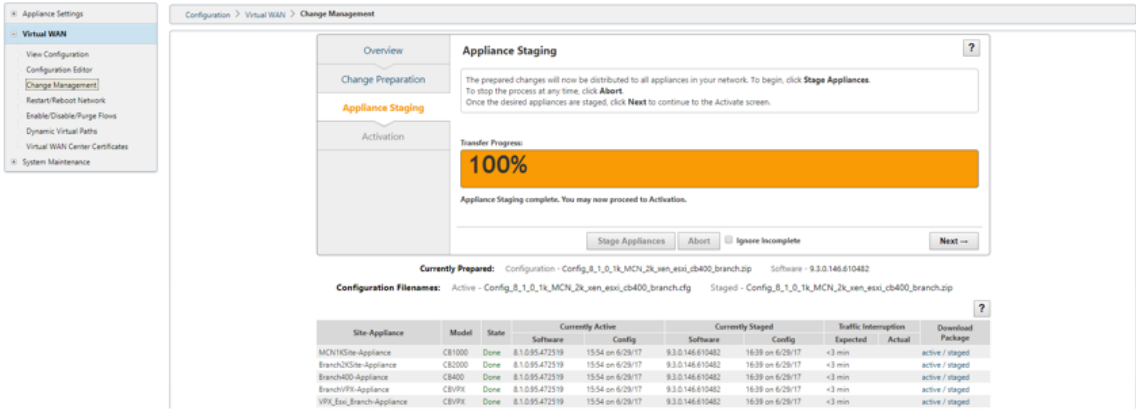 Appliance Settings
Virtual WAN
View Configuration
Configuration Editor
Change Management
Restart/Reboot Network
Enable/Disable/Purge Flows
Dynamic Virtual Paths
Virtual WAN Center Certificates
System Maintenance
Configuration > Virtual WAN > Change Management
Overview
Change Preparation
Appliance Staging
Activation
Appliance Staging
?
The prepared changes will now be distributed to all appliances in your network. To begin, click Stage Appliances.
To stop the process at any time, click Abort.
Once the desired appliances are staged, click Next to continue to the Activate screen.
Transfer Progress:
100%
Appliance Staging complete. You may now proceed to Activation.
Stage Appliances Abort Ignore Incomplete Next →
Currently Prepared: Configuration - Config_8_1_0_1k_MCN_2k_xen_esxi_cb400_branch.zip Software - 9.3.0.146.610482
Configuration Filenames: Active - Config_8_1_0_1k_MCN_2k_xen_esxi_cb400_branch.cfg Staged - Config_8_1_0_1k_MCN_2k_xen_esxi_cb400_branch.zip
?
Site-Appliance Model State Currently Active Currently Staged Traffic Interruption Download Package
Software Config Software Config Expected Actual
MCN1KSite-Appliance CB1000 Done 8.1.0.95.472519 15:54 on 6/29/17 9.3.0.146.610482 16:39 on 6/29/17 <3 min active / staged
Branch2KSite-Appliance CB2000 Done 8.1.0.95.472519 15:54 on 6/29/17 9.3.0.146.610482 16:39 on 6/29/17 <3 min active / staged
Branch400-Appliance CB400 Done 8.1.0.95.472519 15:54 on 6/29/17 9.3.0.146.610482 16:39 on 6/29/17 <3 min active / staged
BranchVPX-Appliance CBVPX Done 8.1.0.95.472519 15:54 on 6/29/17 9.3.0.146.610482 16:39 on 6/29/17 <3 min active / staged
VPX_Esxi_Branch-Appliance CBVPX Done 8.1.0.95.472519 15:54 on 6/29/17 9.3.0.146.610482 16:39 on 6/29/17 <3 min active / staged